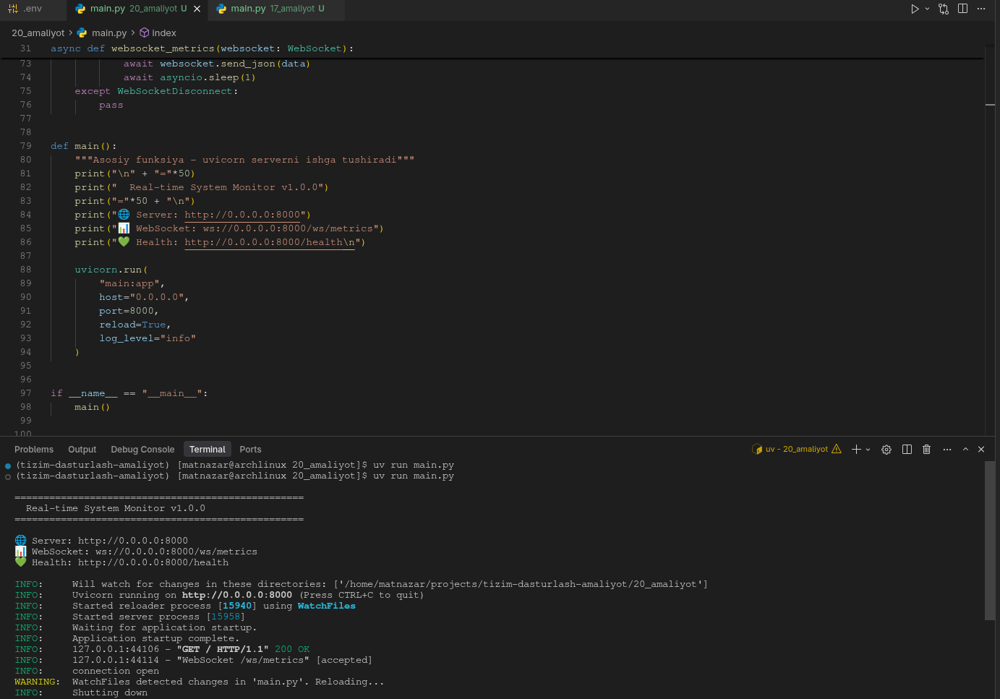 .env
main.py 20_amaliyot U
main.py 17_amaliyot U
20_amaliyot > main.py > index
31 async def websocket_metrics(websocket: WebSocket):
73 await websocket.send_json(data)
74 await asyncio.sleep(1)
75 except WebSocketDisconnect:
76 pass
77
78
79 def main():
80 """Asosiy funksiya - uvicorn serverni ishga tushiradi"""
81 print("\n" + "="*50)
82 print("  Real-time System Monitor v1.0.0")
83 print("="*50 + "\n")
84 print("🌐 Server: http://0.0.0.0:8000")
85 print("📊 WebSocket: ws://0.0.0.0:8000/ws/metrics")
86 print("💚 Health: http://0.0.0.0:8000/health\n")
87
88 uvicorn.run(
89 "main:app",
90 host="0.0.0.0",
91 port=8000,
92 reload=True,
93 log_level="info"
94 )
95
96
97 if __name__ == "__main__":
98 main()
99
100
Problems Output Debug Console Terminal Ports
uv - 20_amaliyot
(tizim-dasturlash-amaliyot) [matnazar@archlinux 20_amaliyot]$ uv run main.py
(tizim-dasturlash-amaliyot) [matnazar@archlinux 20_amaliyot]$ uv run main.py
==================================================
Real-time System Monitor v1.0.0
==================================================
🌐 Server: http://0.0.0.0:8000
📊 WebSocket: ws://0.0.0.0:8000/ws/metrics
💚 Health: http://0.0.0.0:8000/health
INFO: Will watch for changes in these directories: ['/home/matnazar/projects/tizim-dasturlash-amaliyot/20_amaliyot']
INFO: Uvicorn running on http://0.0.0.0:8000 (Press CTRL+C to quit)
INFO: Started reloader process [15940] using WatchFiles
INFO: Started server process [15958]
INFO: Waiting for application startup.
INFO: Application startup complete.
INFO: 127.0.0.1:44106 - "GET / HTTP/1.1" 200 OK
INFO: 127.0.0.1:44114 - "WebSocket /ws/metrics" [accepted]
INFO: connection open
WARNING: WatchFiles detected changes in 'main.py'. Reloading...
INFO: Shutting down